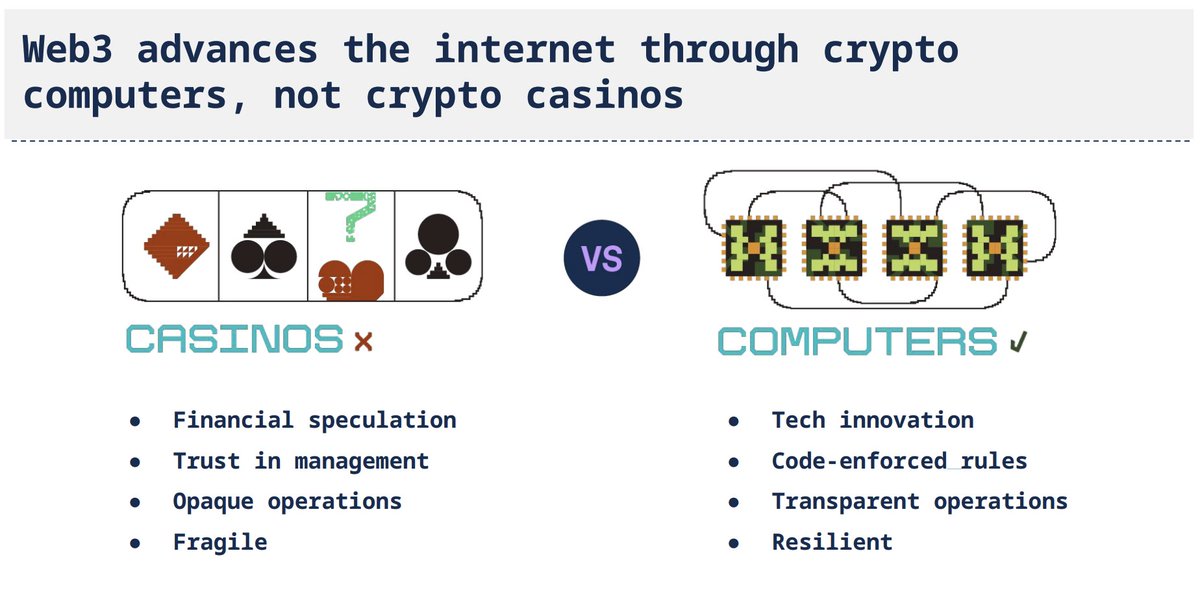 Web3 advances the internet through crypto
computers, not crypto casinos
VS
CASINOS ×
COMPUTERS ✓
● Financial speculation
● Trust in management
● Opaque operations
● Fragile
● Tech innovation
● Code-enforced rules
● Transparent operations
● Resilient